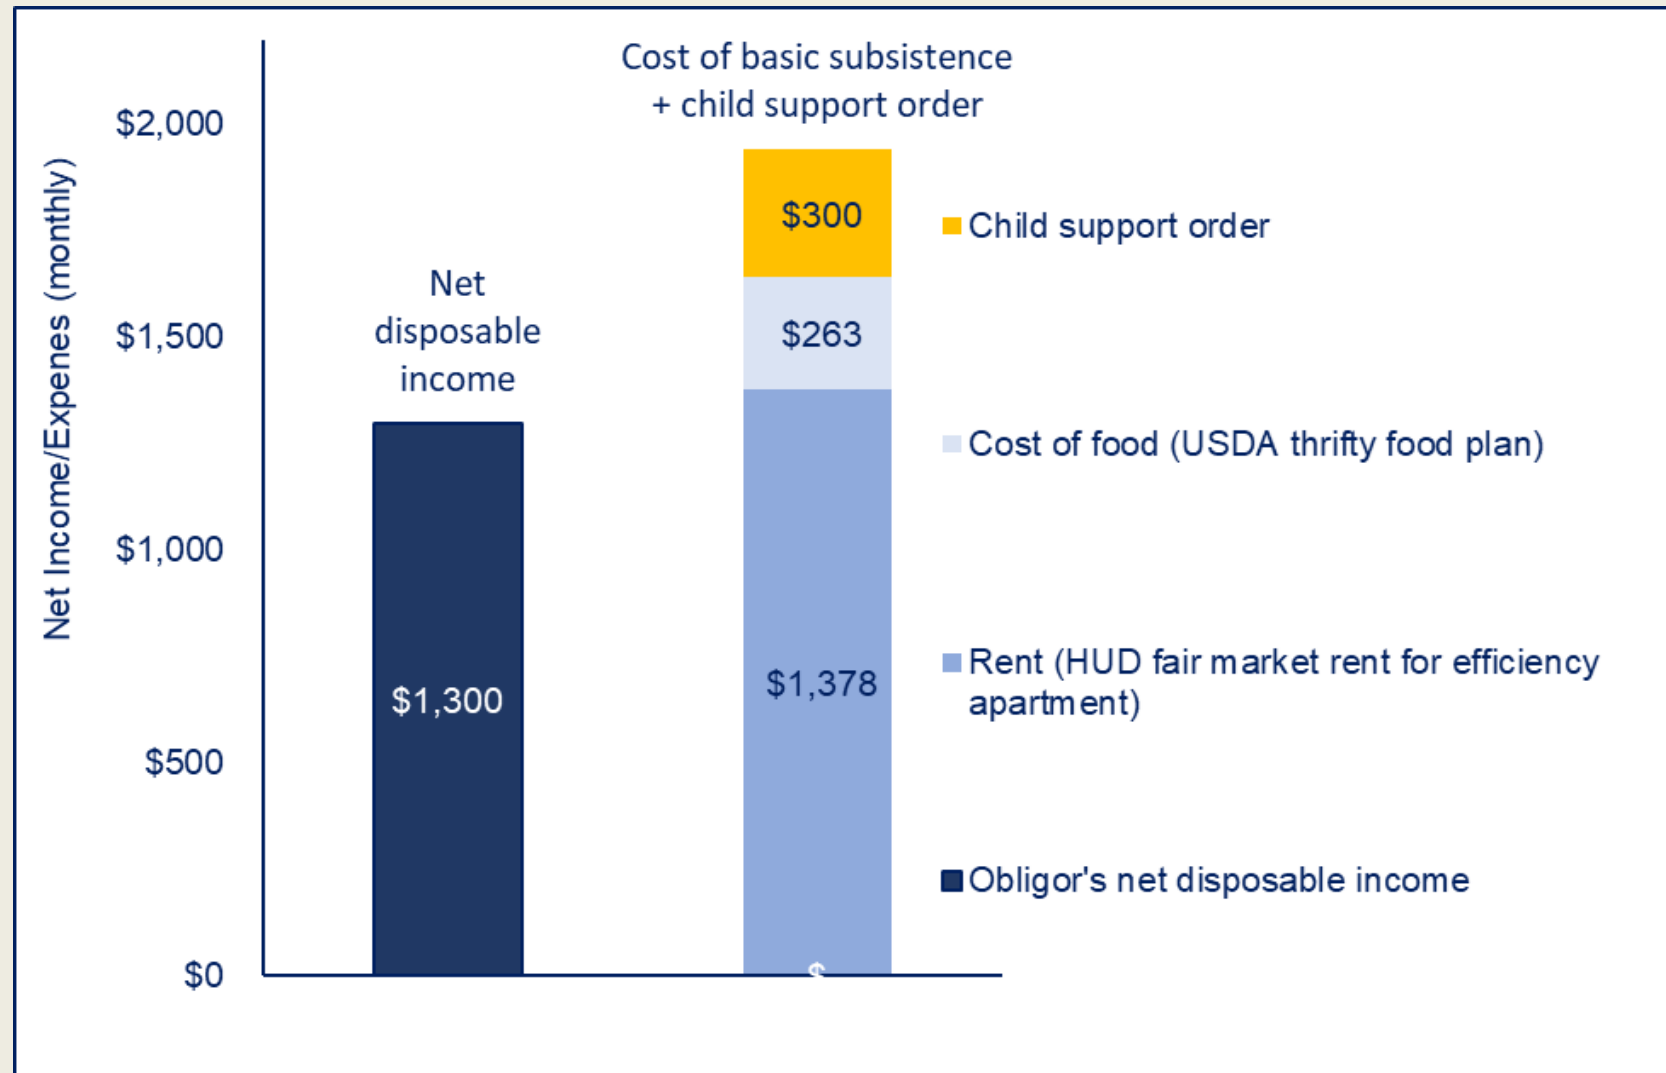 Net Income/Expenes (monthly)
$2,000
$1,500
$1,000
$500
$0
Net
disposable
income
$1,300
Cost of basic subsistence
+ child support order
$300
$263
$1,378
$
Child support order
Cost of food (USDA thrifty food plan)
Rent (HUD fair market rent for efficiency
apartment)
Obligor's net disposable income